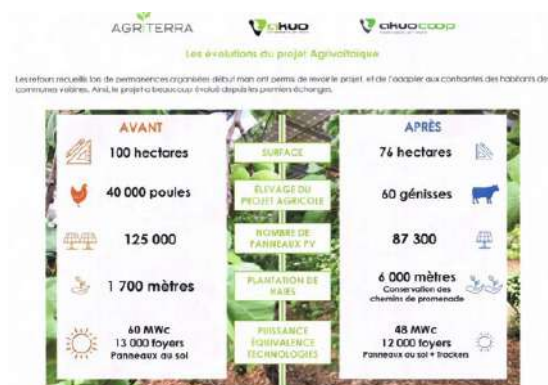 AGRITERRA
akuo
akuocoop
Les évolutions du projet Agrivoltaïque
Les retours recueillis lors de permanences organisées début mars ont permis de revoir le projet, et de l'adapter aux contraintes des habitants des
communes voisines. Ainsi, le projet a beaucoup évolué depuis les premiers échanges.
AVANT
APRÈS
100 hectares
SURFACE
76 hectares
40 000 poules
ÉLEVAGE DU
PROJET AGRICOLE
60 génisses
125 000
NOMBRE DE
PANNEAUX PV
87 300
1 700 mètres
PLANTATION DE
HAIES
6 000 mètres
Conservation des
chemins de promenade
60 MWc
13 000 foyers
Panneaux au sol
PUISSANCE
ÉQUIVALENCE
TECHNOLOGIES
48 MWc
12 000 foyers
Panneaux au sol + trackers